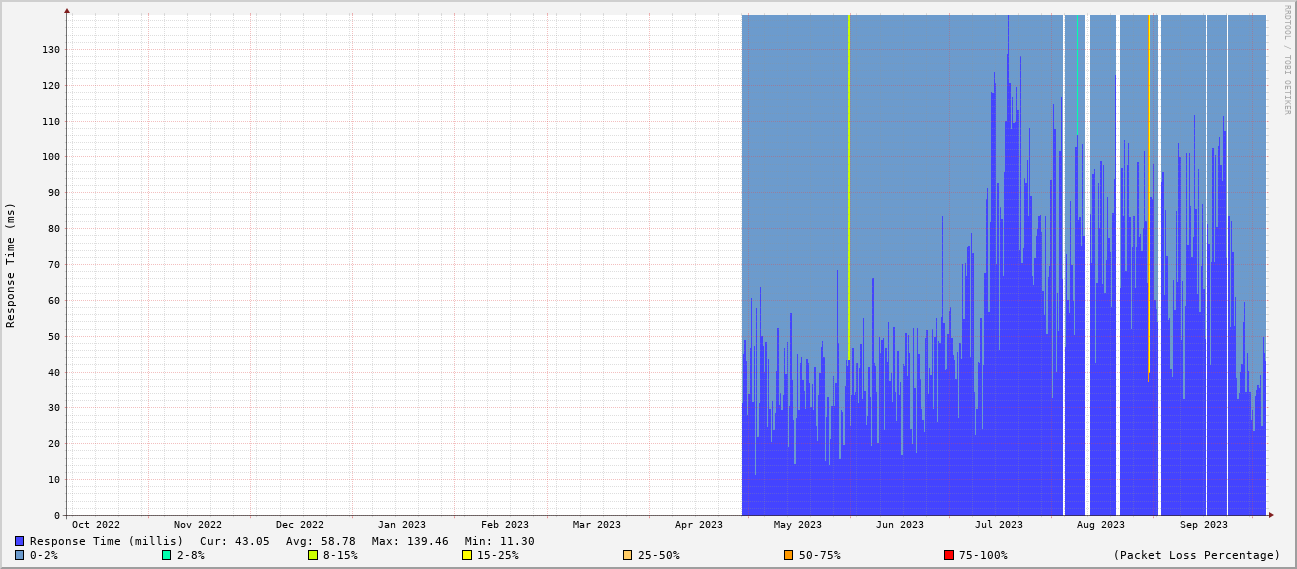 RRDTOOL / TOBI OETIKER
Response Time (ms)
130
120
110
100
90
80
70
60
50
40
30
20
10
0
Oct 2022 Nov 2022 Dec 2022 Jan 2023 Feb 2023 Mar 2023 Apr 2023 May 2023 Jun 2023 Jul 2023 Aug 2023 Sep 2023
Response Time (millis) Cur: 43.05 Avg: 58.78 Max: 139.46 Min: 11.30
0-2% 2-8% 8-15% 15-25% 25-50% 50-75% 75-100% (Packet Loss Percentage)